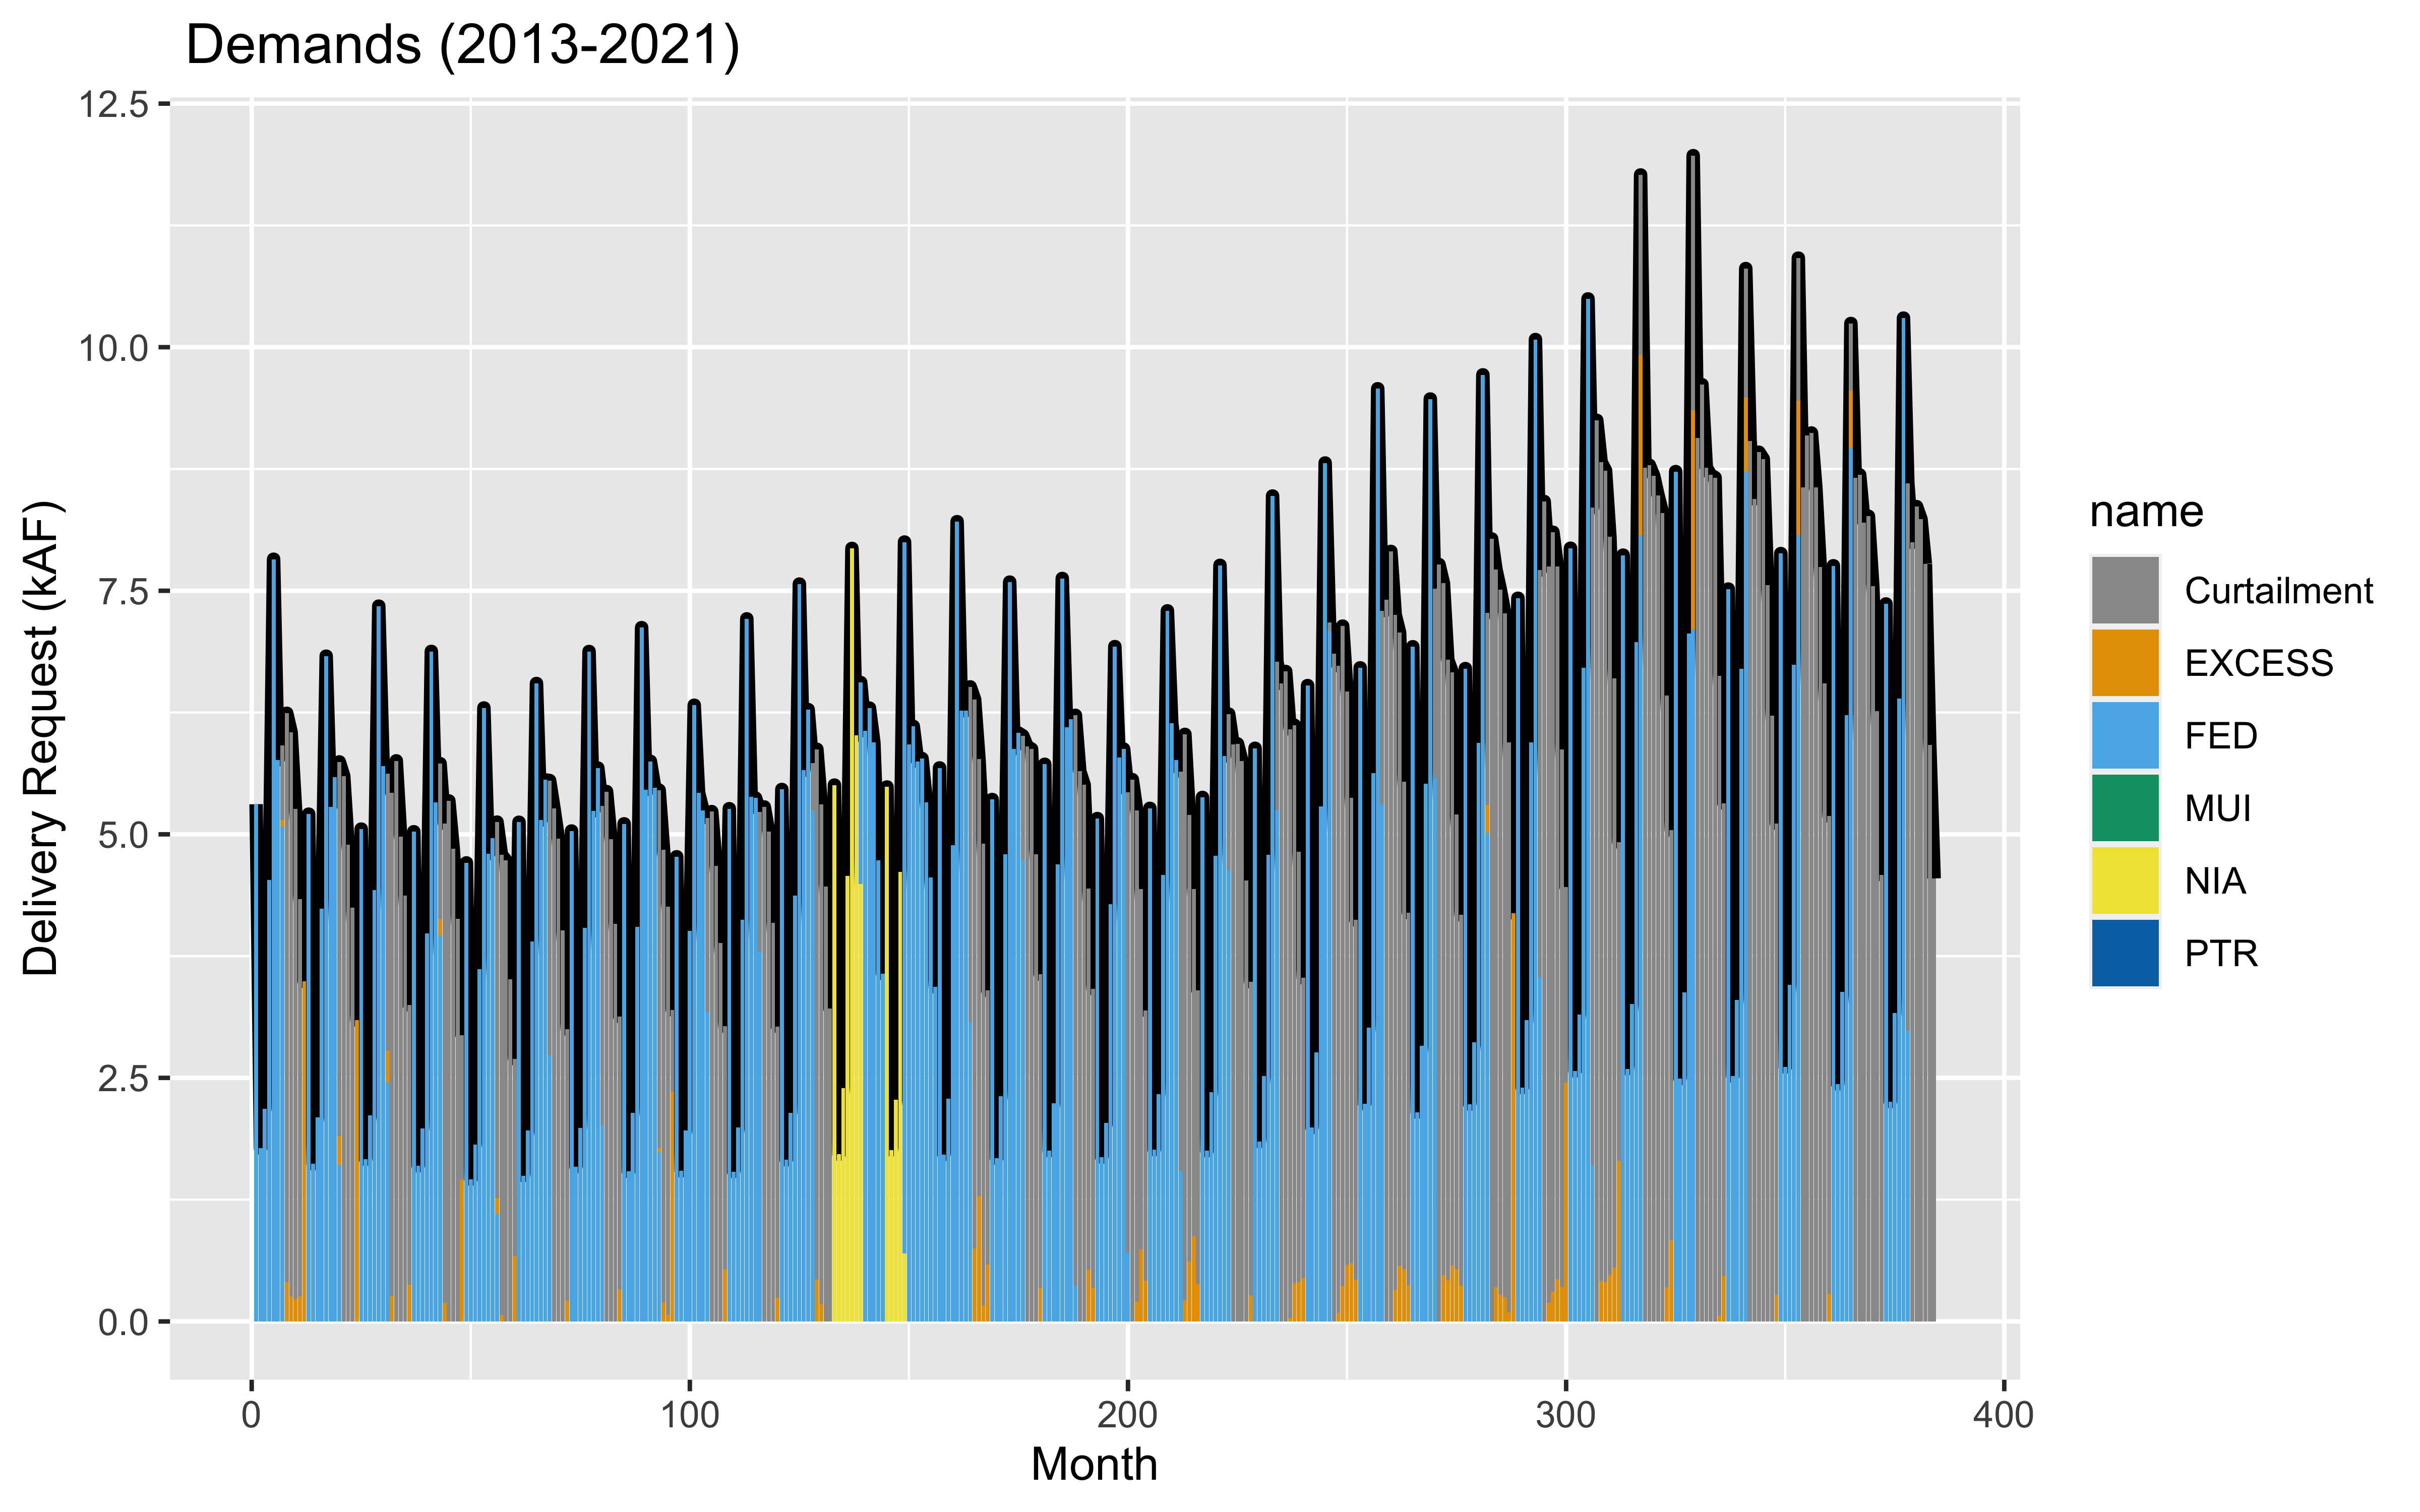 Demands (2013-2021)
12.5
10.0
7.5
5.0
2.5
0.0
Delivery Request (kAF)
0 100 200 300 400
Month
name
Curtailment
EXCESS
FED
MUI
NIA
PTR